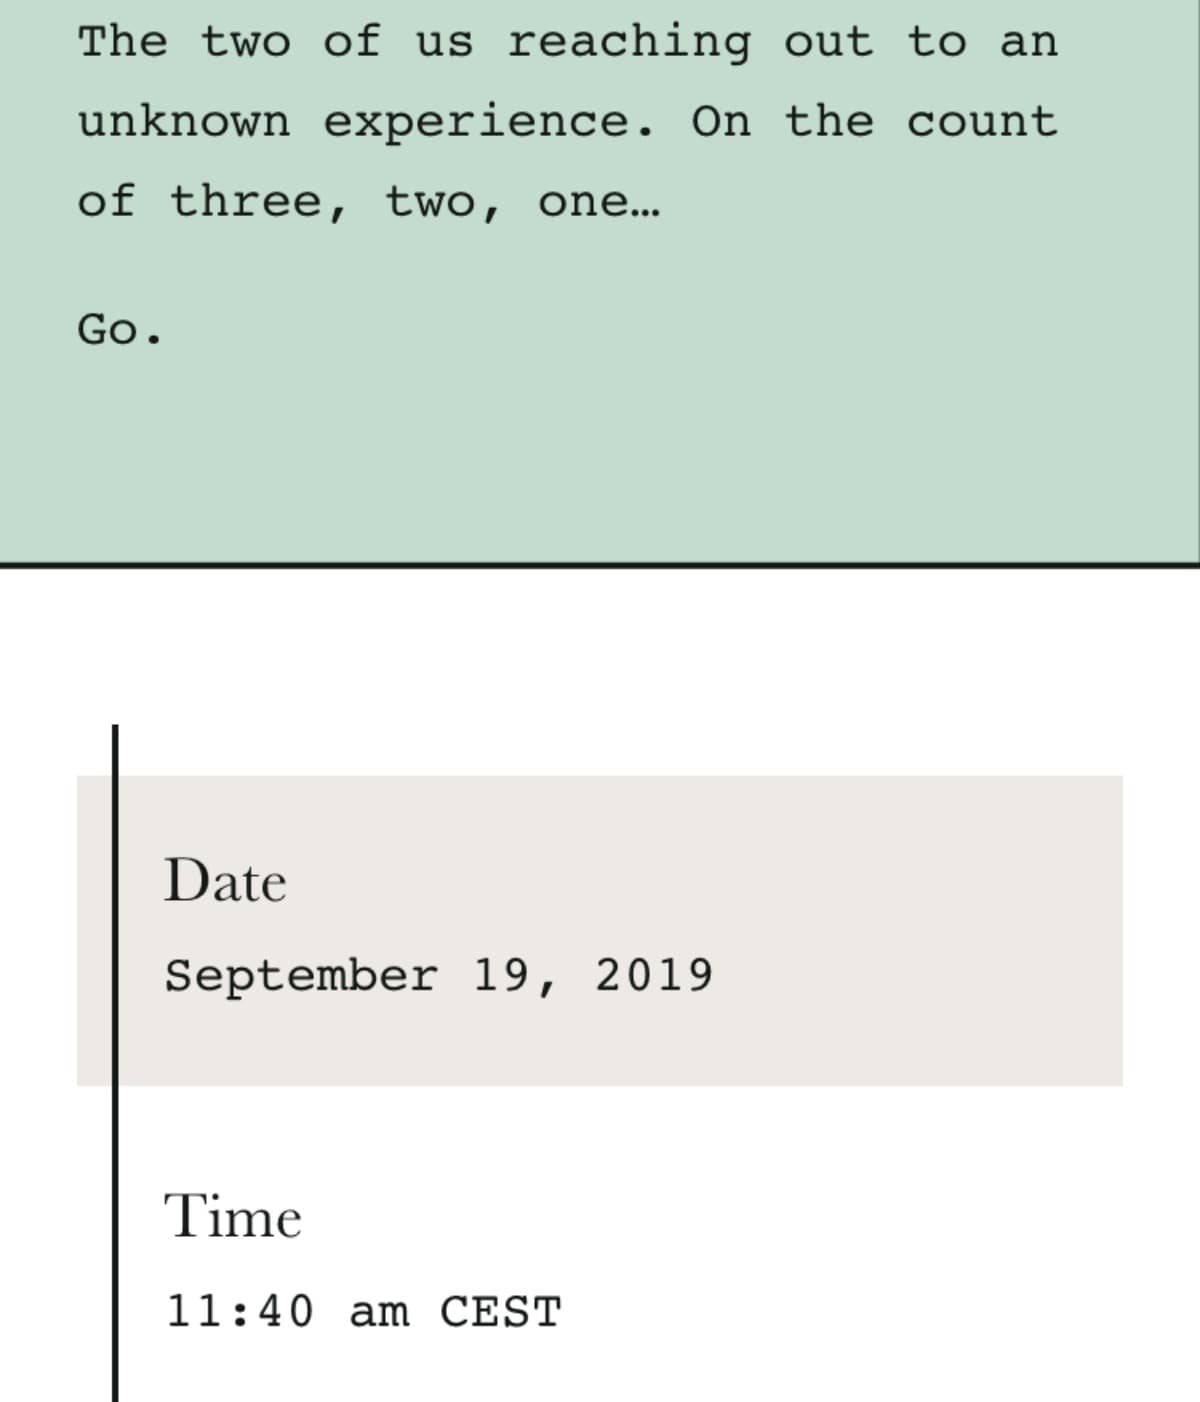 The two of us reaching out to an
unknown experience. On the count
of three, two, one…
Go.
Date
September 19, 2019
Time
11:40 am CEST